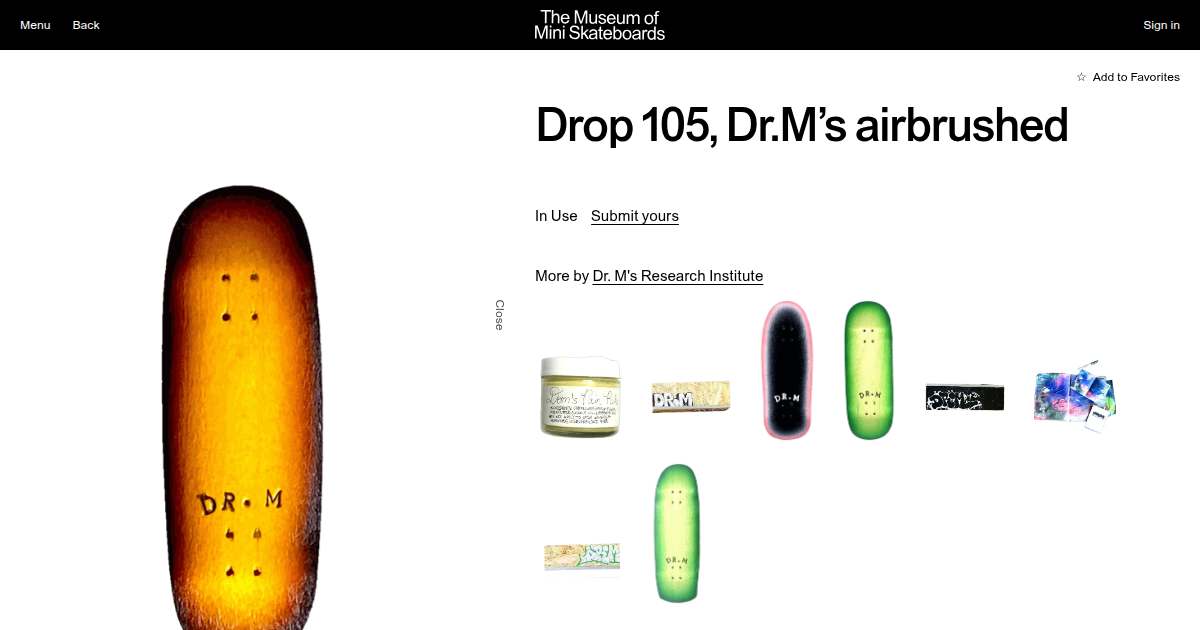 Menu
Back
The Museum of
Mini Skateboards
Sign in
☆ Add to Favorites
Drop 105, Dr.M’s airbrushed
In Use Submit yours
More by Dr. M's Research Institute
Close
DR•M
DR•M
DR•M
DR•M
DR•M